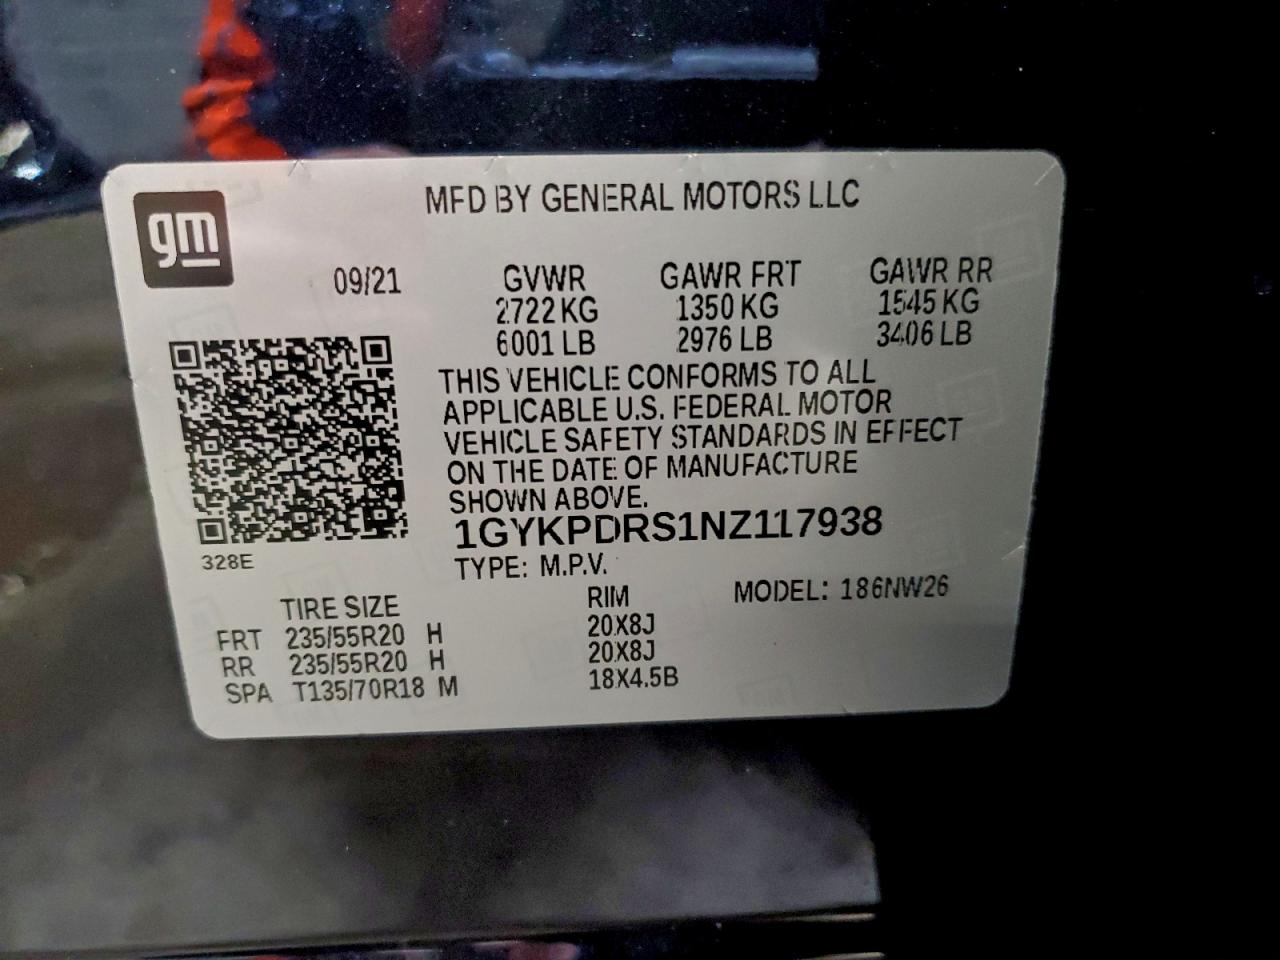 gm
MFD BY GENERAL MOTORS LLC
09/21
GVWR GAWR FRT GAWR RR
2722 KG 1350 KG 1545 KG
6001 LB 2976 LB 3406 LB
THIS VEHICLE CONFORMS TO ALL
APPLICABLE U.S. FEDERAL MOTOR
VEHICLE SAFETY STANDARDS IN EFFECT
ON THE DATE OF MANUFACTURE
SHOWN ABOVE.
1GYKPDRS1NZ117938
328E
TYPE: M.P.V.
MODEL: 186NW26
TIRE SIZE RIM
FRT 235/55R20 H 20X8J
RR 235/55R20 H 20X8J
SPA T135/70R18 M 18X4.5B